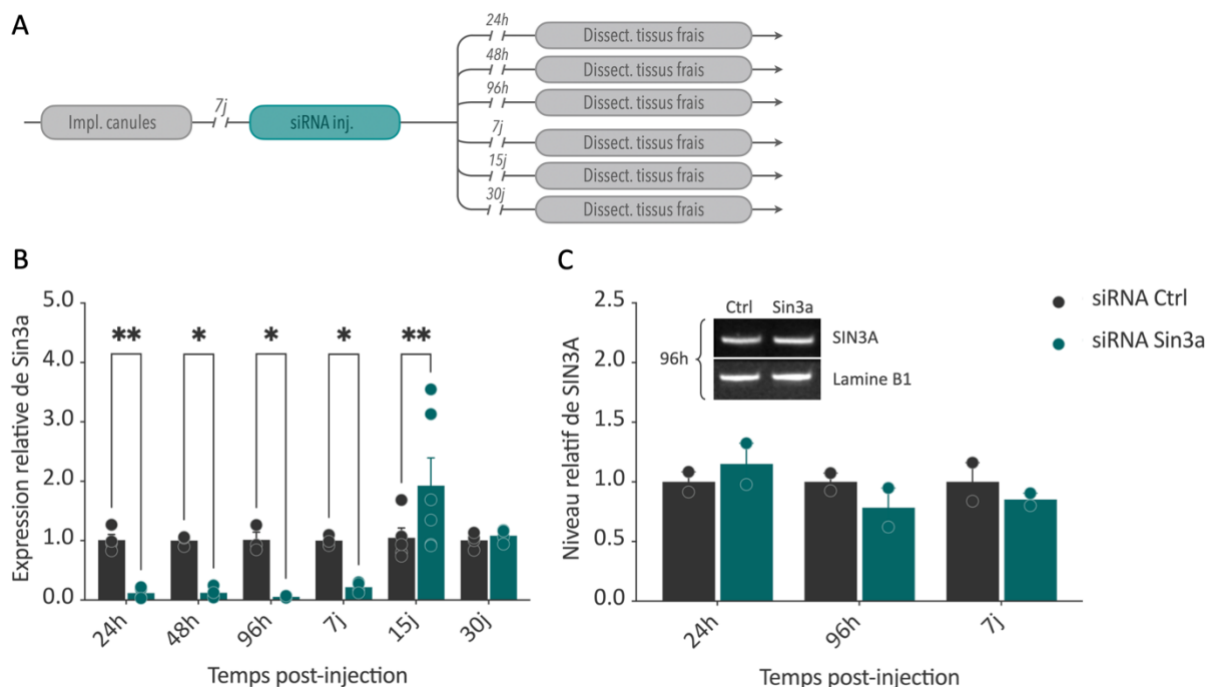 A
Impl. canules
7j
siRNA inj.
24h
Dissect. tissus frais
48h
Dissect. tissus frais
96h
Dissect. tissus frais
7j
Dissect. tissus frais
15j
Dissect. tissus frais
30j
Dissect. tissus frais
B
Expression relative de Sin3a
5.0
4.0
3.0
2.0
1.0
0.0
** * * * **
24h 48h 96h 7j 15j 30j
Temps post-injection
C
Niveau relatif de SIN3A
2.5
2.0
1.5
1.0
0.5
0.0
Ctrl Sin3a
96h
SIN3A
Lamine B1
24h 96h 7j
Temps post-injection
siRNA Ctrl
siRNA Sin3a